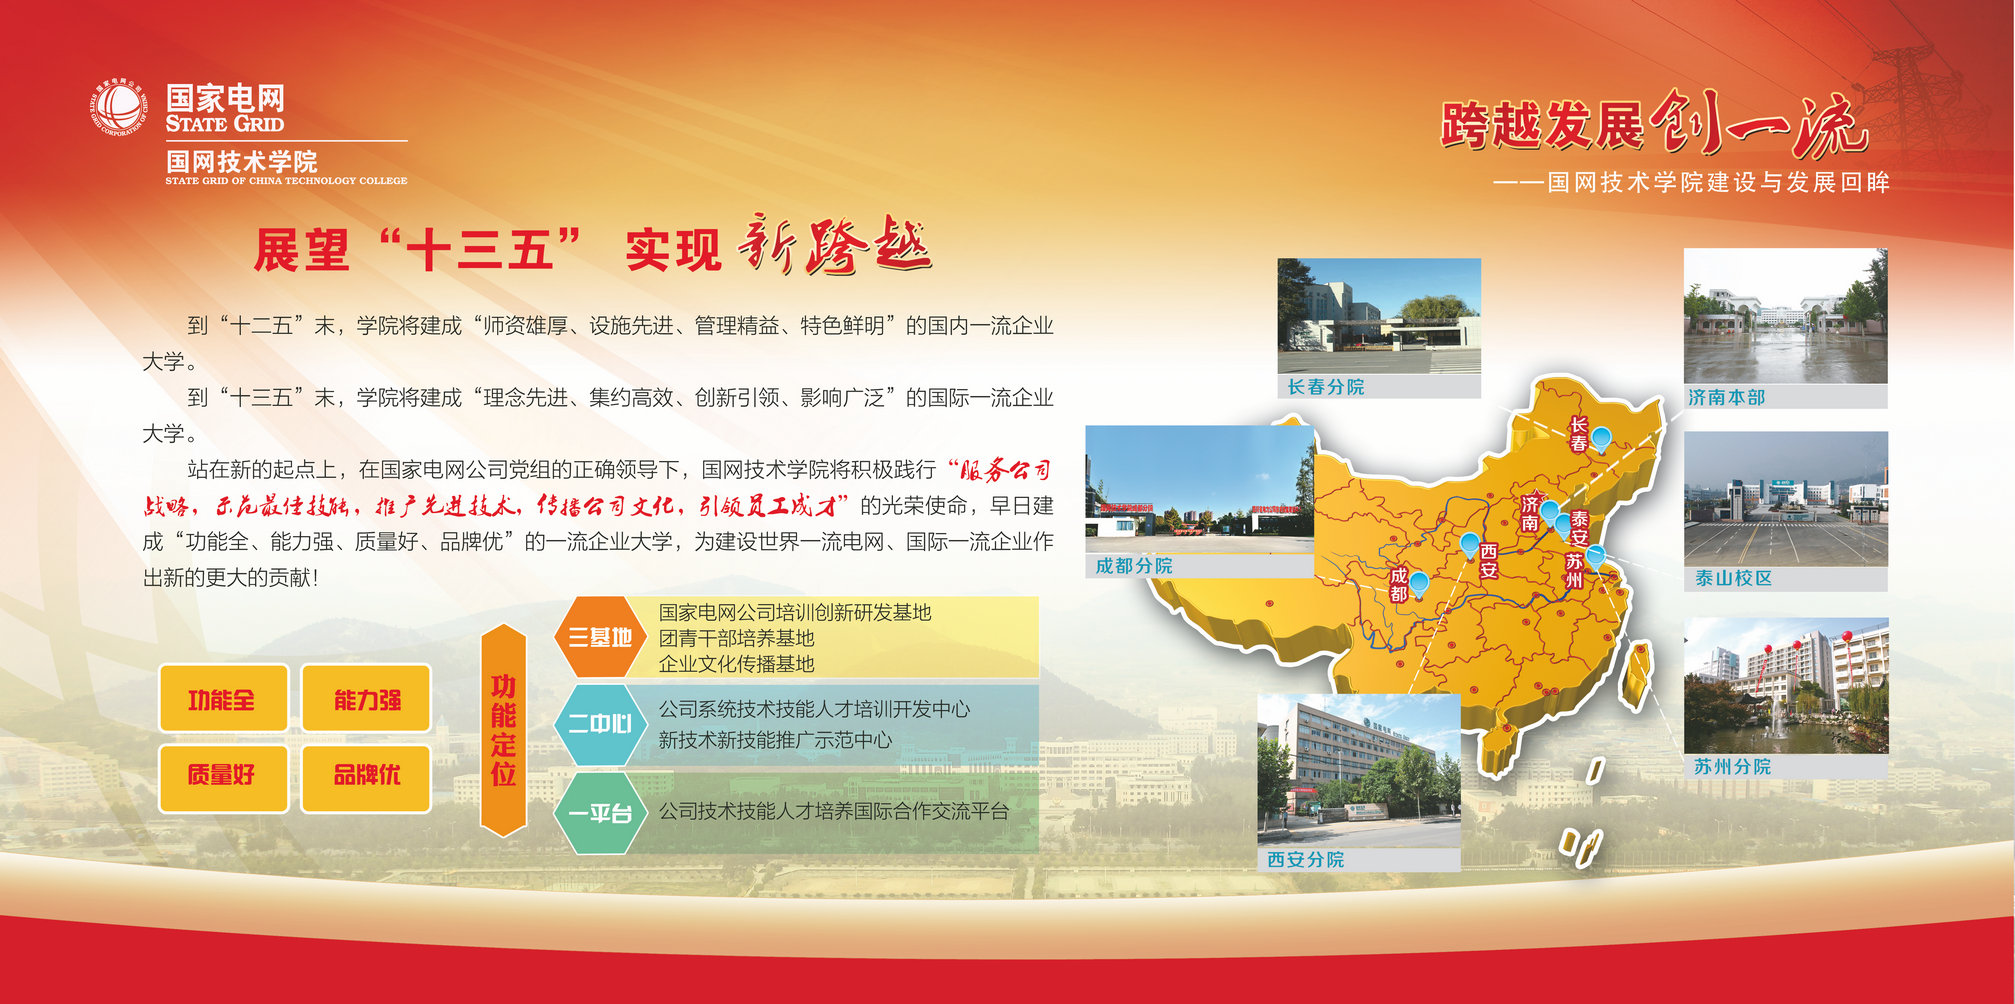 国家电网
STATE GRID
国网技术学院
STATE GRID OF CHINA TECHNOLOGY COLLEGE
国家电网公司
STATE GRID CORPORATION OF CHINA
跨越发展创一流
——国网技术学院建设与发展回眸
展望“十三五” 实现新跨越
到“十二五”末，学院将建成“师资雄厚、设施先进、管理精益、特色鲜明”的国内一流企业
大学。
到“十三五”末，学院将建成“理念先进、集约高效、创新引领、影响广泛”的国际一流企业
大学。
站在新的起点上，在国家电网公司党组的正确领导下，国网技术学院将积极践行“服务公司
战略，示范最佳技能，推广先进技术，传播公司文化，引领员工成才”的光荣使命，早日建
成“功能全、能力强、质量好、品牌优”的一流企业大学，为建设世界一流电网、国际一流企业作
出新的更大的贡献！
功能全
能力强
质量好
品牌优
功能定位
三基地
国家电网公司培训创新研发基地
团青干部培养基地
企业文化传播基地
二中心
公司系统技术技能人才培训开发中心
新技术新技能推广示范中心
一平台
公司技术技能人才培养国际合作交流平台
长春分院
济南本部
成都分院
泰山校区
苏州分院
西安分院
长春
济南
泰安
苏州
西安
成都